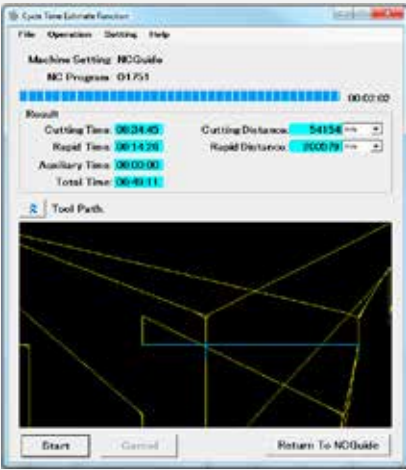 Cycle Time Estimate Function
File Operation Setting Help
Machine Setting NCGuide
NC Program O1751
00:02:02
Result
Cutting Time 00:34:45 Cutting Distance 54154 mm
Rapid Time 00:14:26 Rapid Distance mm
Auxiliary Time 00:00:00
Total Time 00:49:11
Tool Path
Start Cancel Return To NCGuide